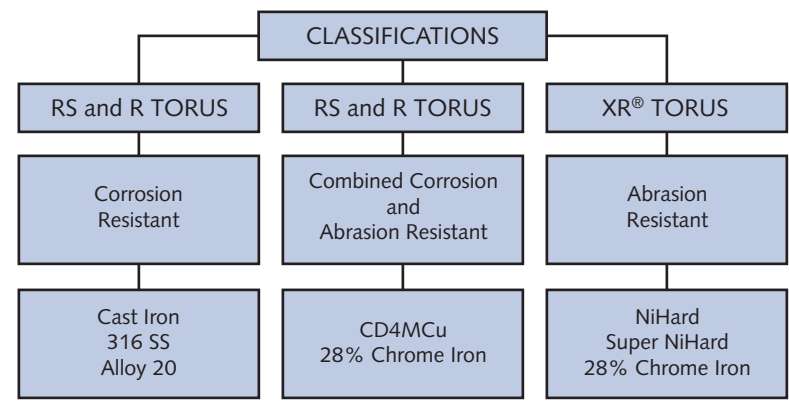 CLASSIFICATIONS
RS and R TORUS
RS and R TORUS
XR® TORUS
Corrosion
Resistant
Combined Corrosion
and
Abrasion Resistant
Abrasion
Resistant
Cast Iron
316 SS
Alloy 20
CD4MCu
28% Chrome Iron
NiHard
Super NiHard
28% Chrome Iron